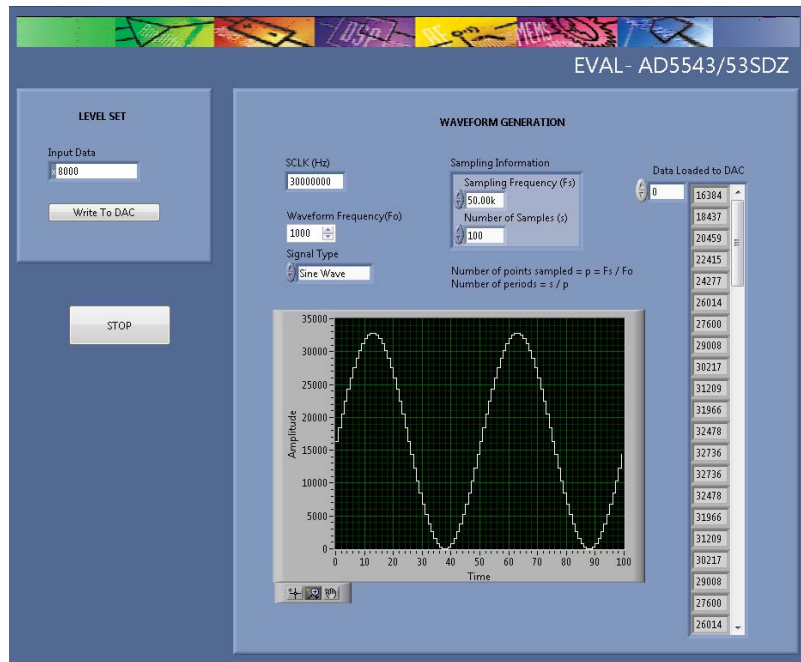 DSP
RF
MEMS
EVAL- AD5543/53SDZ
LEVEL SET
Input Data
x 8000
Write To DAC
STOP
WAVEFORM GENERATION
SCLK (Hz)
30000000
Waveform Frequency(Fo)
1000
Signal Type
Sine Wave
Sampling Information
Sampling Frequency (Fs)
50.00k
Number of Samples (s)
100
Number of points sampled = p = Fs / Fo
Number of periods = s / p
Data Loaded to DAC
0
16384
18437
20459
22415
24277
26014
27600
29008
30217
31209
31966
32478
32736
32736
32478
31966
31209
30217
29008
27600
26014
Amplitude
35000
30000
25000
20000
15000
10000
5000
0
0 10 20 30 40 50 60 70 80 90 100
Time